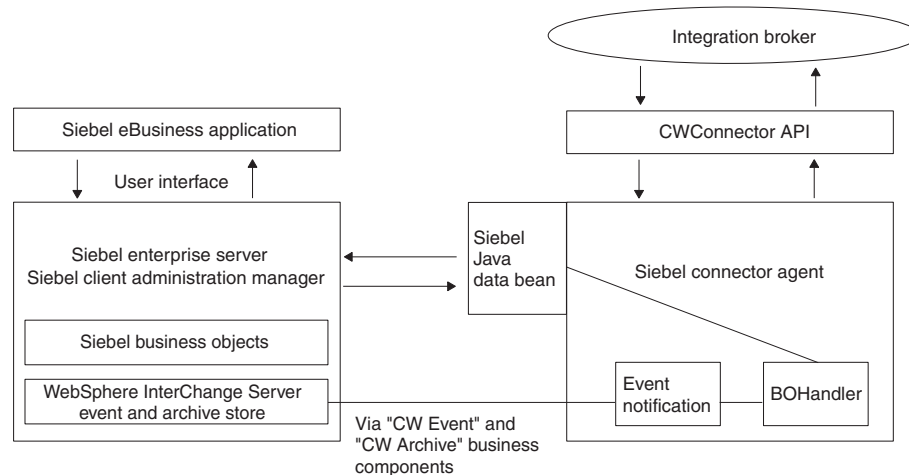 Integration broker
Siebel eBusiness application
CWConnector API
User interface
Siebel enterprise server
Siebel client administration manager
Siebel
Java
data bean
Siebel connector agent
Siebel business objects
WebSphere InterChange Server
event and archive store
Event
notification
BOHandler
Via "CW Event" and
"CW Archive" business
components